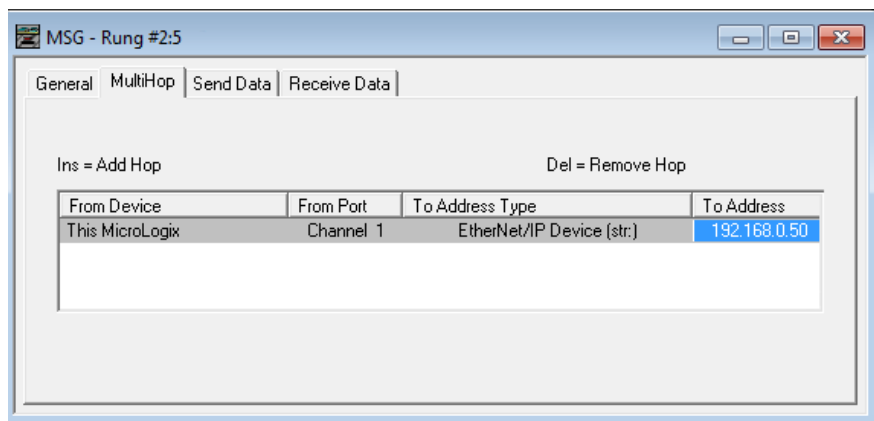 MSG - Rung #2:5
General MultiHop Send Data Receive Data
Ins = Add Hop Del = Remove Hop
From Device From Port To Address Type To Address
This MicroLogix Channel 1 EtherNet/IP Device (str:) 192.168.0.50